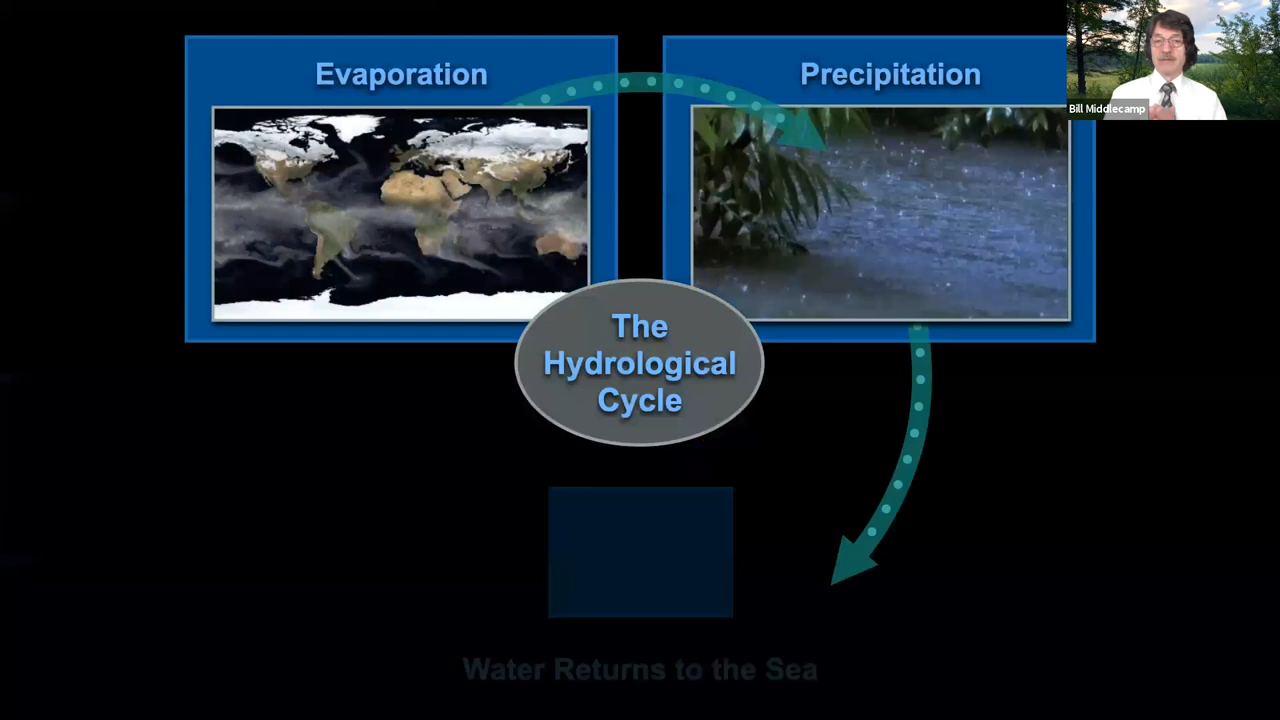 Evaporation
Precipitation
Bill Middlecamp
The
Hydrological
Cycle
Water Returns to the Sea